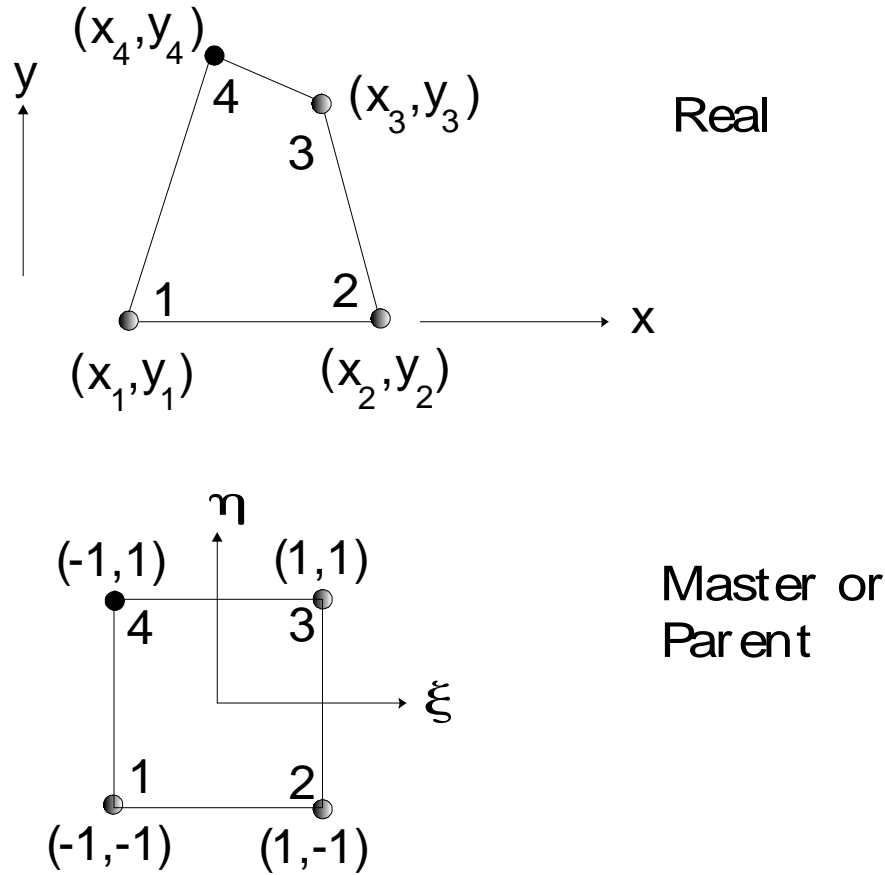 (x₄,y₄)
y
4
(x₃,y₃)
Real
3
1
2
x
(x₁,y₁)
(x₂,y₂)
η
(-1,1)
(1,1)
Master or
Parent
4
3
ξ
1
2
(-1,-1)
(1,-1)